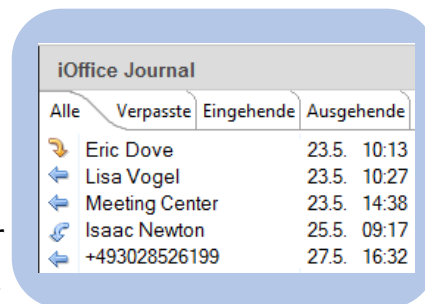 iOffice Journal
Alle Verpasste Eingehende Ausgehende
Eric Dove 23.5. 10:13
Lisa Vogel 23.5. 10:27
Meeting Center 23.5. 14:38
Isaac Newton 25.5. 09:17
+493028526199 27.5. 16:32